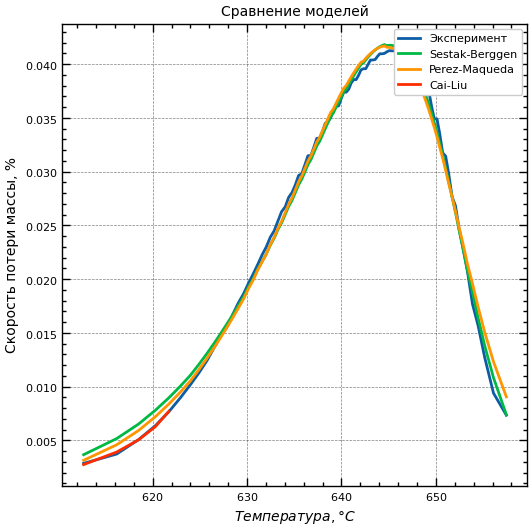 Сравнение моделей
Эксперимент
Sestak-Berggen
Perez-Maqueda
Cai-Liu
Скорость потери массы, %
0.040
0.035
0.030
0.025
0.020
0.015
0.010
0.005
620 630 640 650
Температура, °C